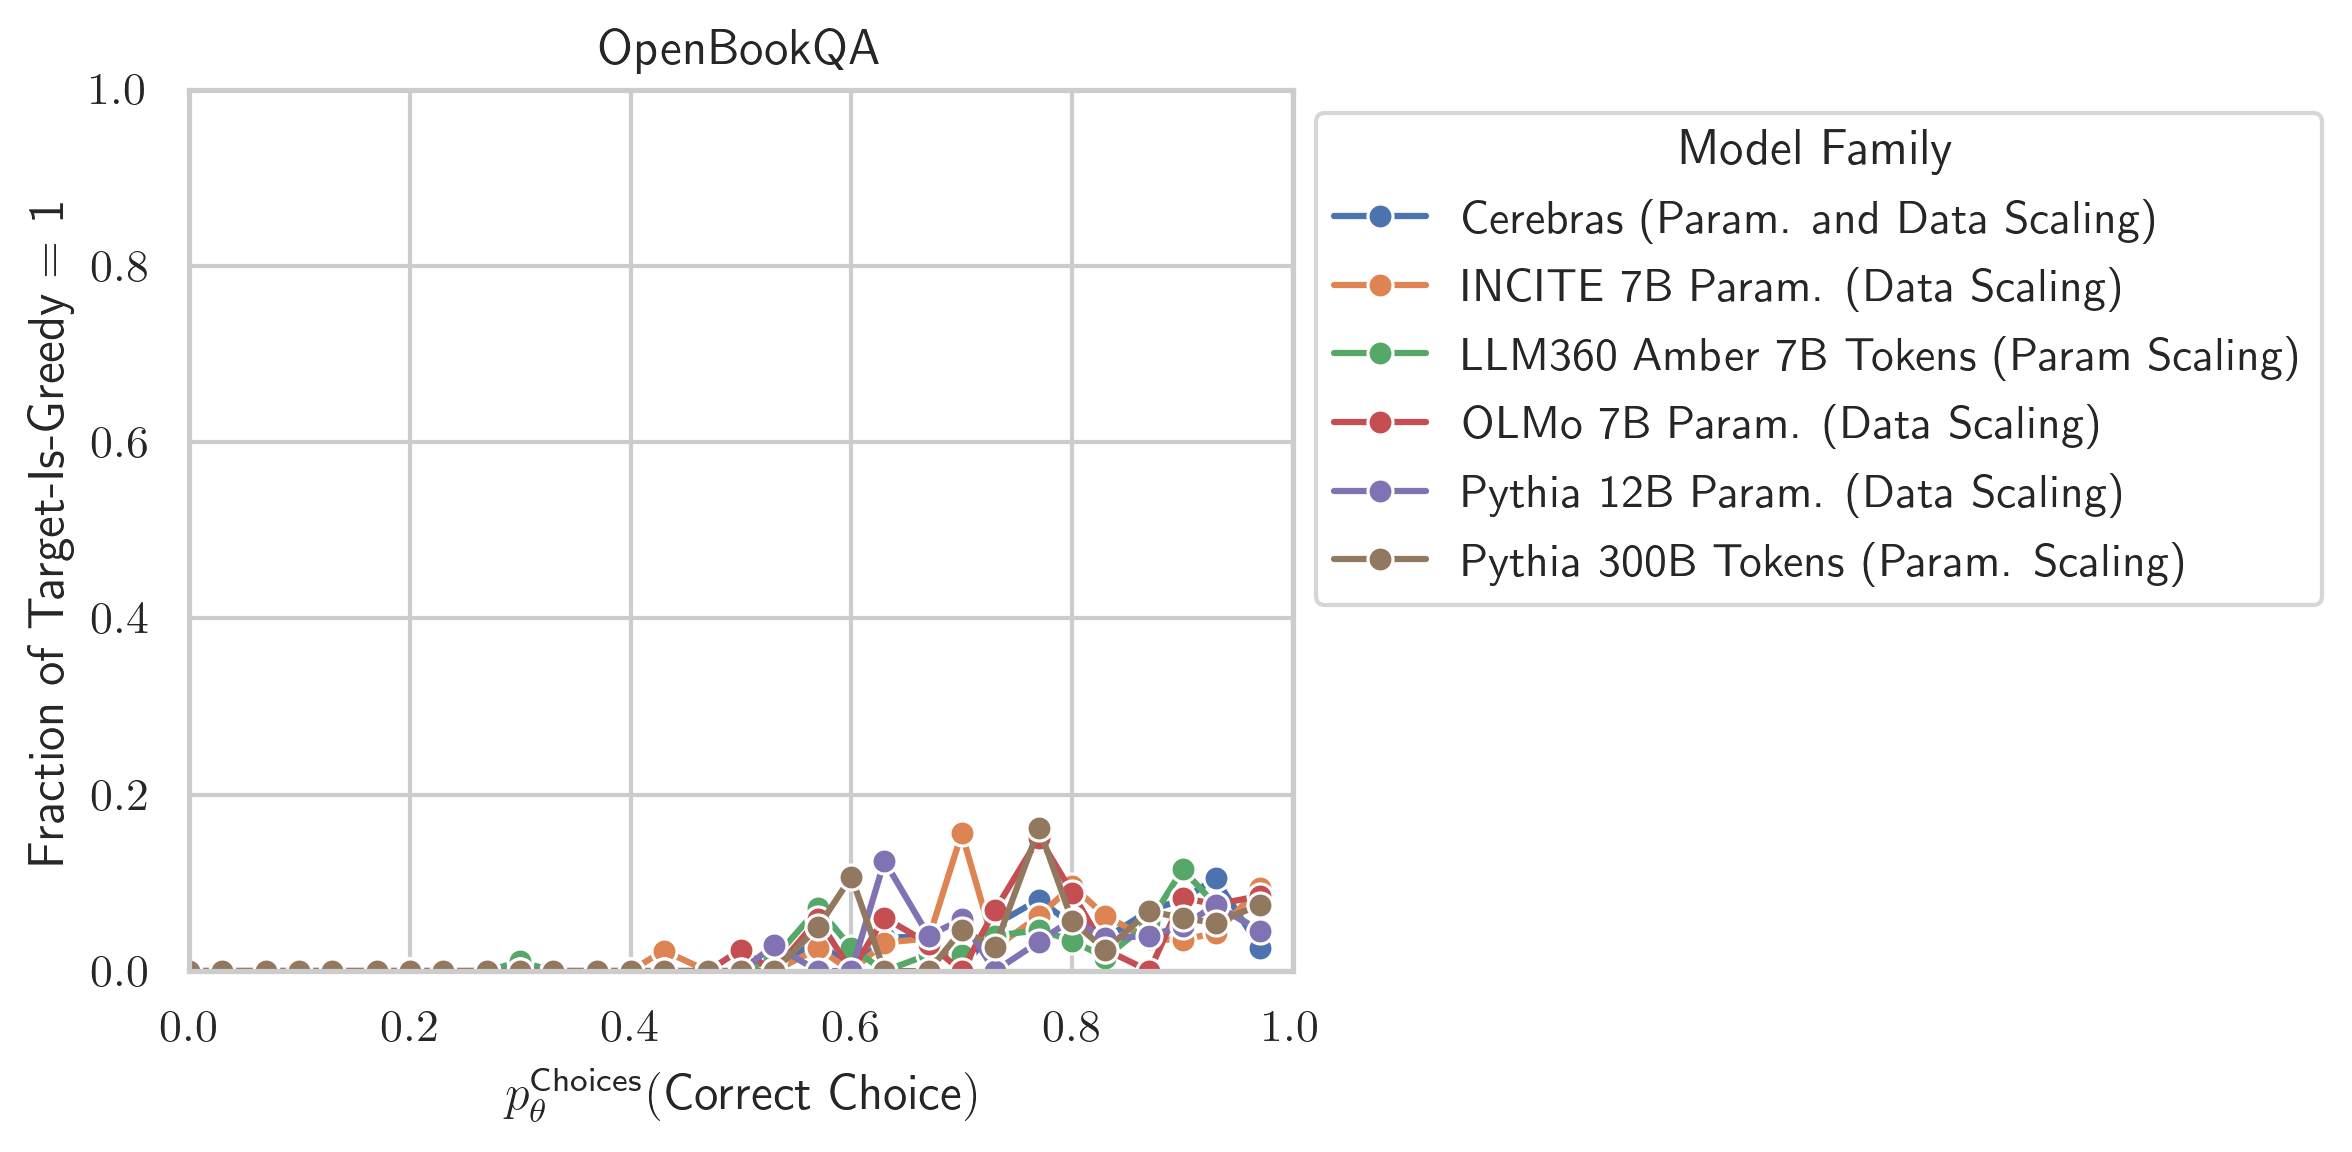 OpenBookQA
1.0
0.8
0.6
0.4
0.2
0.0
Fraction of Target-Is-Greedy = 1
0.0 0.2 0.4 0.6 0.8 1.0
p_θ^Choices(Correct Choice)
Model Family
Cerebras (Param. and Data Scaling)
INCITE 7B Param. (Data Scaling)
LLM360 Amber 7B Tokens (Param Scaling)
OLMo 7B Param. (Data Scaling)
Pythia 12B Param. (Data Scaling)
Pythia 300B Tokens (Param. Scaling)